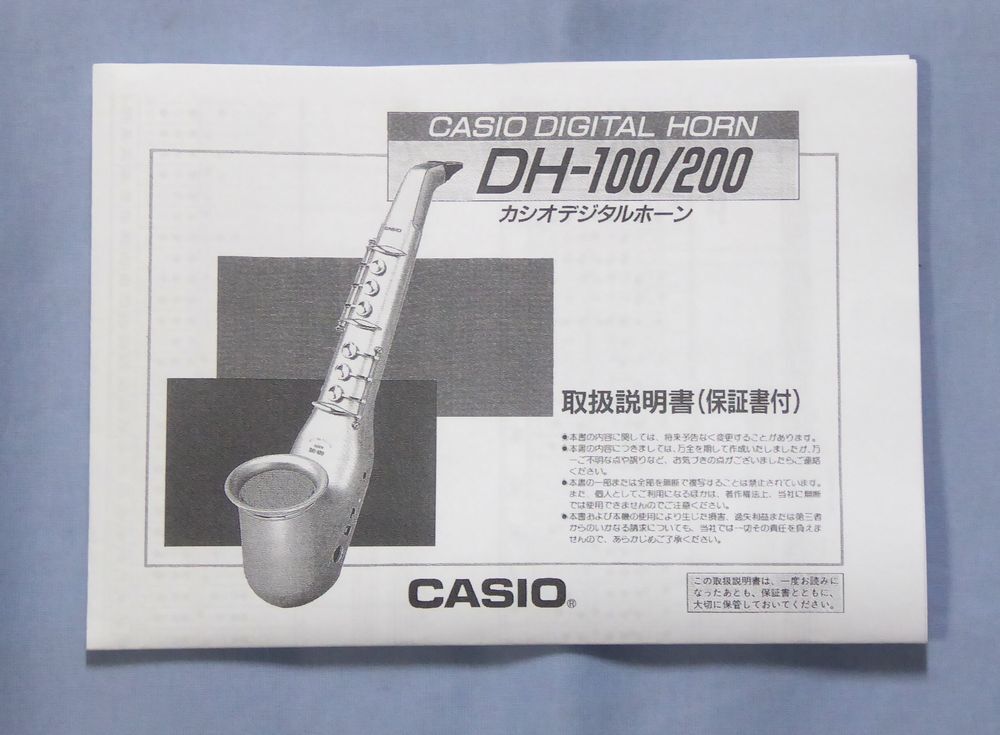 CASIO DIGITAL HORN
DH-100/200
カシオデジタルホーン
CASIO
取扱説明書(保証書付)
●本書の内容に関しては、将来予告なく変更することがあります。
●本書の内容につきましては、万全を期して作成いたしましたが、万
一ご不明な点や誤りなど、お気づきの点がございましたらご連絡
ください。
●本書の一部または全部を無断で複写することは禁止されています。
また、個人としてご利用になるほかは、著作権法上、当社に無断
では使用できませんのでご注意ください。
●本書および本機の使用により生じた損害、逸失利益または第三者
からのいかなる請求についても、当社では一切その責任を負えま
せんので、あらかじめご了承ください。
CASIO®
この取扱説明書は、一度お読みに
なったあとも、保証書とともに、
大切に保管しておいてください。